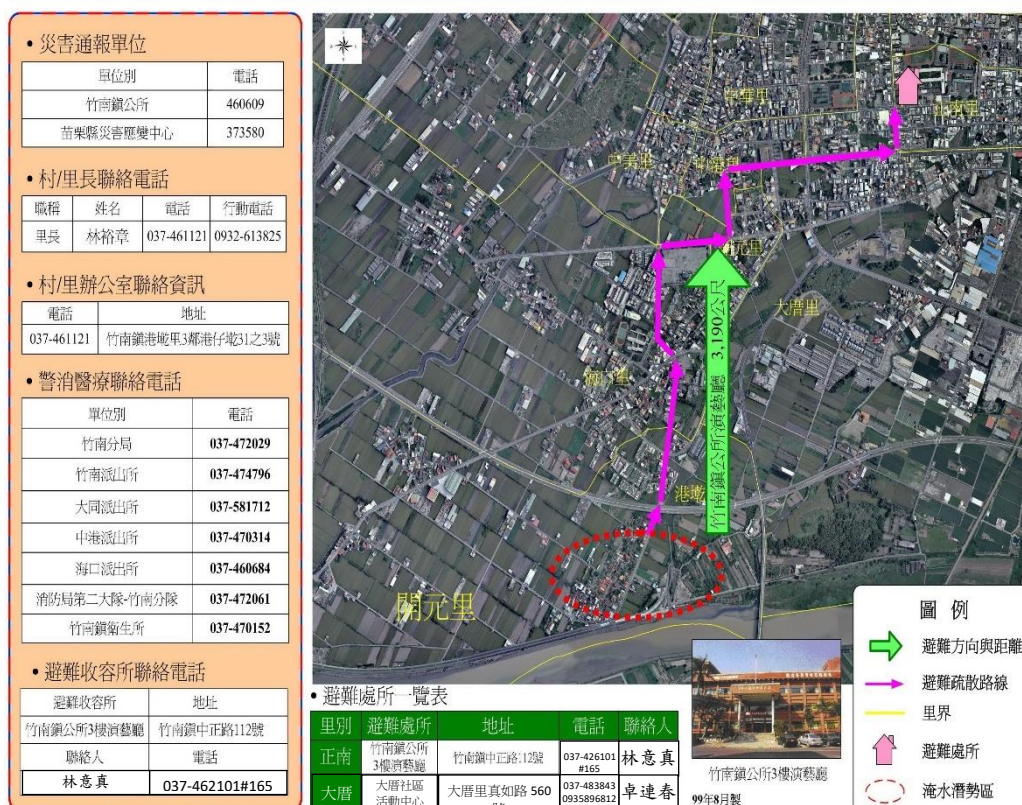 • 災害通報單位
單位別 電話
竹南鎮公所 460609
苗栗縣災害應變中心 373580
• 村/里長聯絡電話
職稱 姓名 電話 行動電話
里長 林裕章 037-461121 0932-613825
• 村/里辦公室聯絡資訊
電話 地址
037-461121 竹南鎮港墘里3鄰港仔墘31之3號
• 警消醫療聯絡電話
單位別 電話
竹南分局 037-472029
竹南派出所 037-474796
大同派出所 037-581712
中港派出所 037-470314
海口派出所 037-460684
消防局第二大隊-竹南分隊 037-472061
竹南鎮衛生所 037-470152
• 避難收容所聯絡電話
避難收容所 地址
竹南鎮公所3樓演藝廳 竹南鎮中正路112號
聯絡人 電話
林意真 037-462101#165
中華里
中美里
大厝里
海口里
港墘
開元里
竹南鎮公所演藝廳 3,190公尺
圖 例
避難方向與距離
避難疏散路線
里界
避難處所
淹水潛勢區
• 避難處所一覽表
里別 避難處所 地址 電話 聯絡人
正南 竹南鎮公所3樓演藝廳 竹南鎮中正路112號 037-426101#165 林意真
大厝 大厝社區活動中心 大厝里真如路 560 037-483843 0935896812 卓連春
竹南鎮公所3樓演藝廳
99年8月製